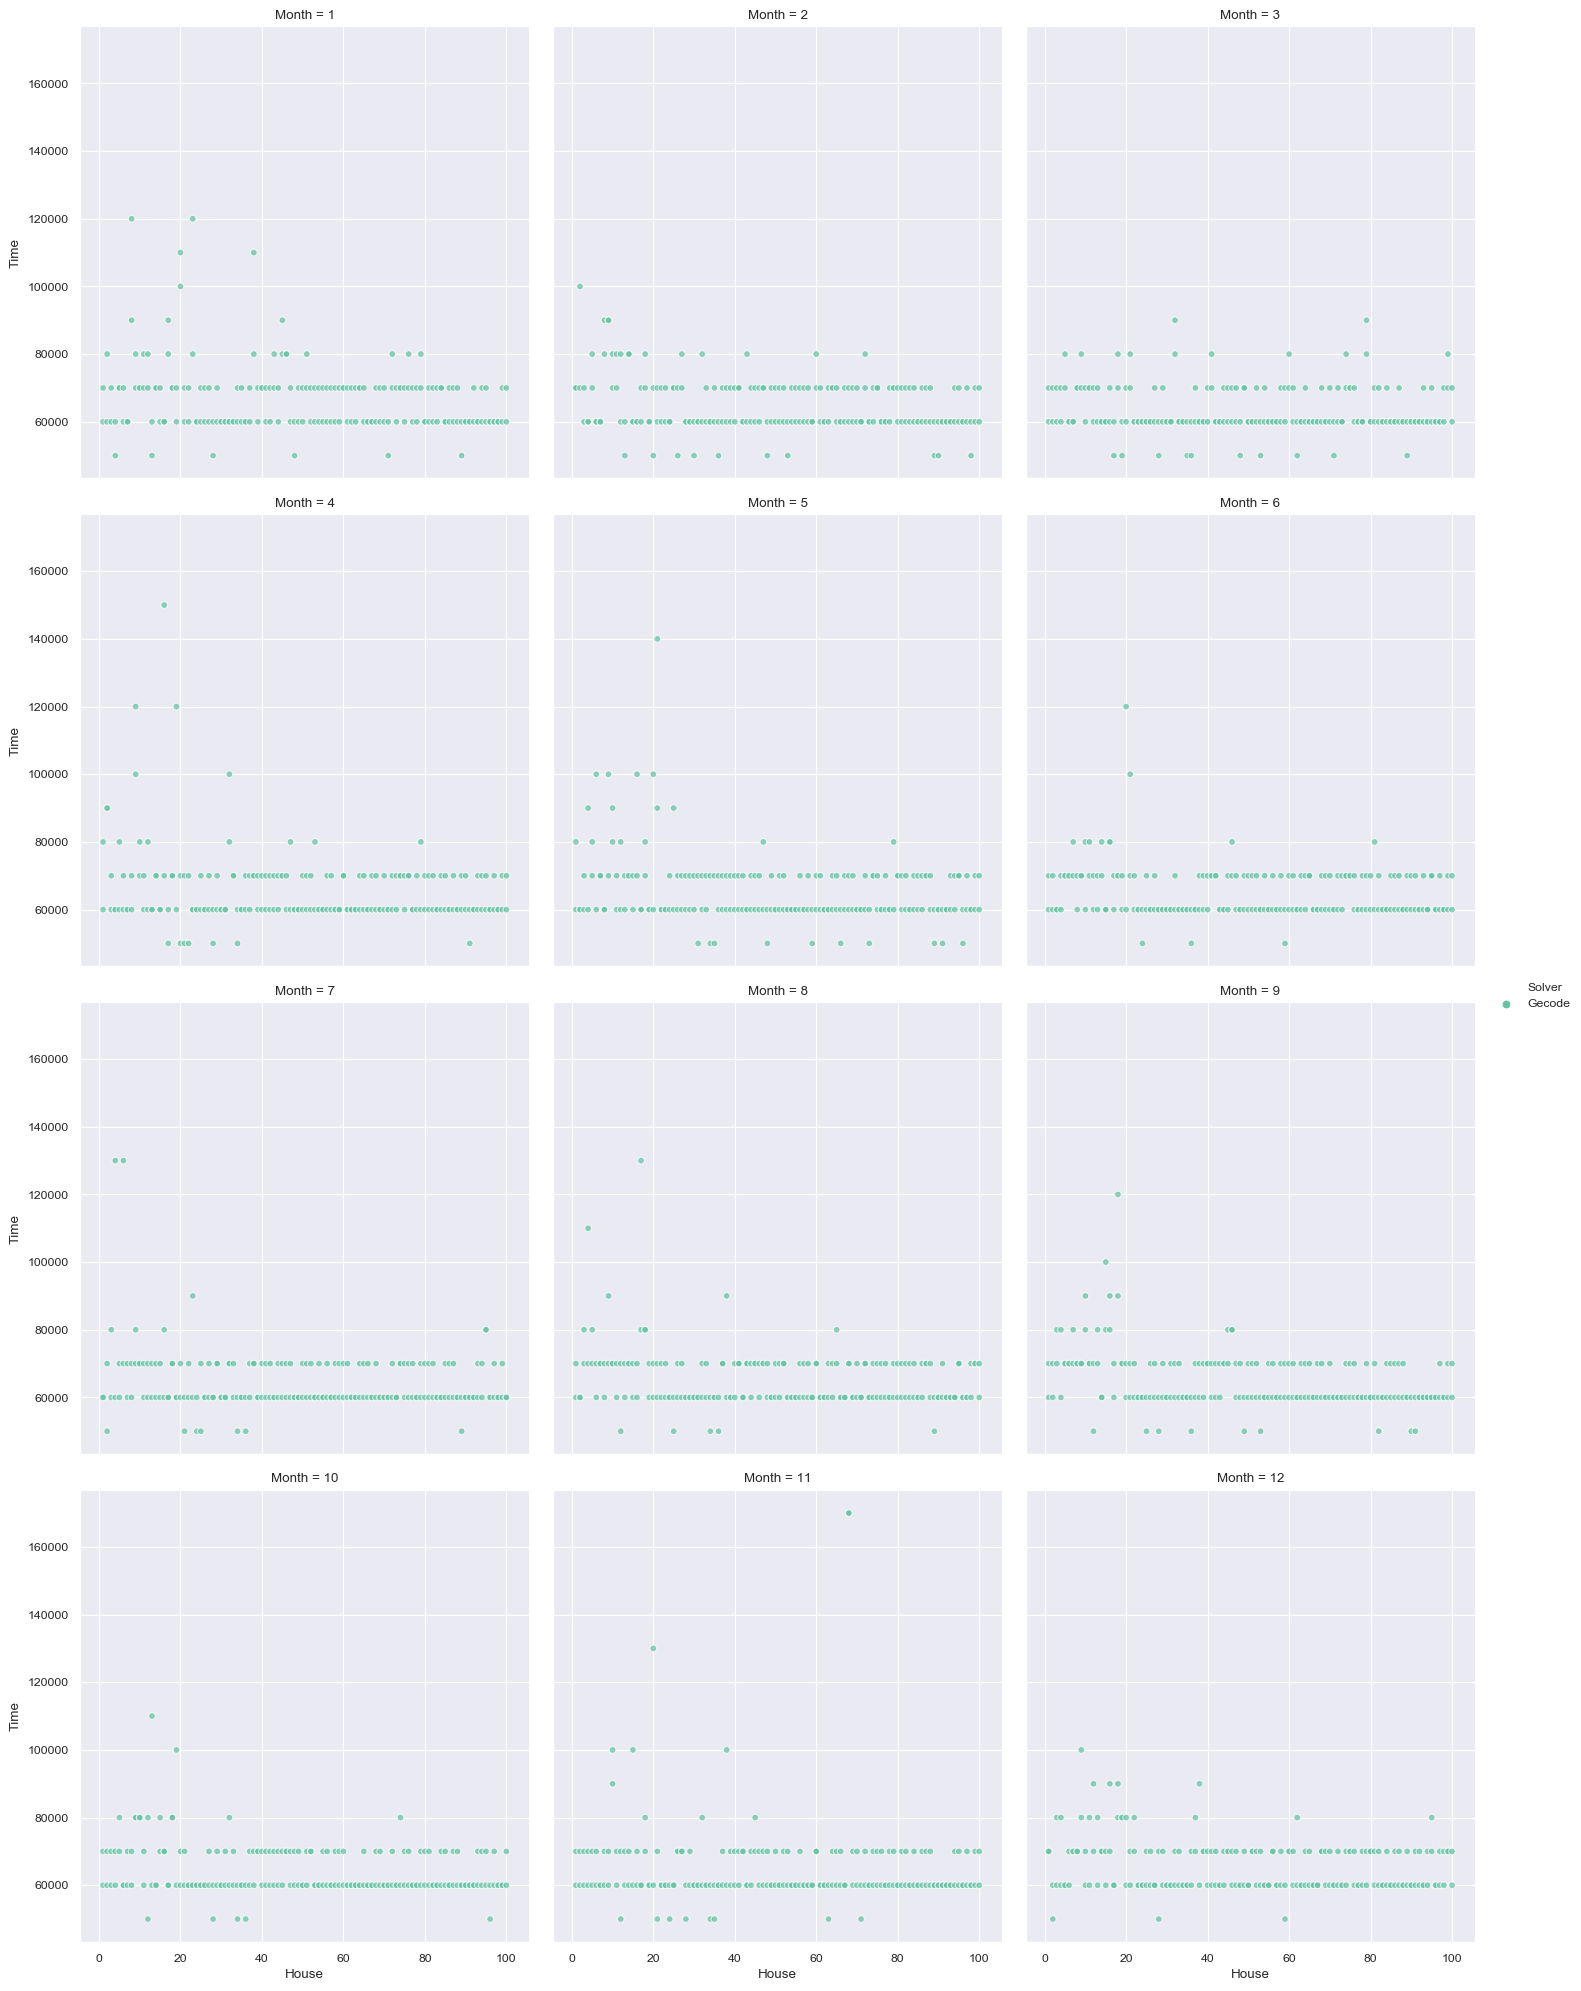 Month = 1 Month = 2 Month = 3
160000
140000
120000
100000
80000
60000
Time
Month = 4 Month = 5 Month = 6
160000
140000
120000
100000
80000
60000
Time
Month = 7 Month = 8 Month = 9
160000
140000
120000
100000
80000
60000
Time
Solver
Gecode
Month = 10 Month = 11 Month = 12
160000
140000
120000
100000
80000
60000
Time
0 20 40 60 80 100 0 20 40 60 80 100 0 20 40 60 80 100
House House House